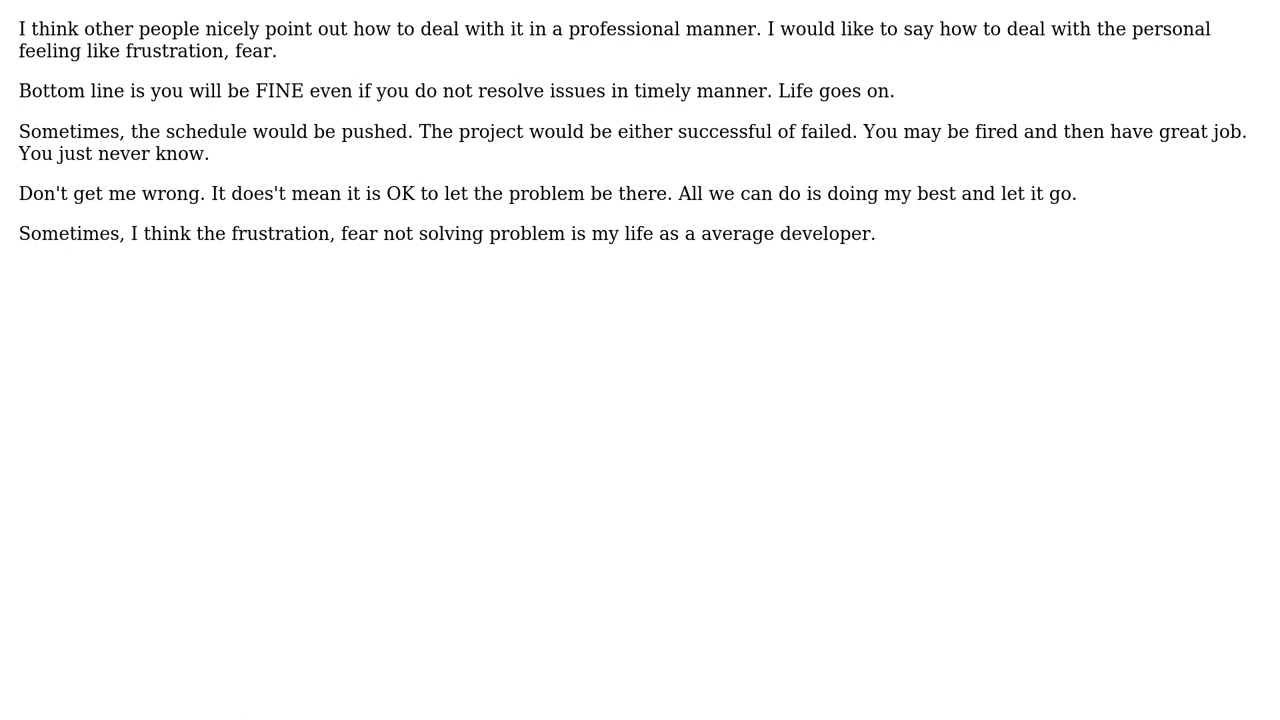 I think other people nicely point out how to deal with it in a professional manner. I would like to say how to deal with the personal
feeling like frustration, fear.
Bottom line is you will be FINE even if you do not resolve issues in timely manner. Life goes on.
Sometimes, the schedule would be pushed. The project would be either successful of failed. You may be fired and then have great job.
You just never know.
Don't get me wrong. It does't mean it is OK to let the problem be there. All we can do is doing my best and let it go.
Sometimes, I think the frustration, fear not solving problem is my life as a average developer.